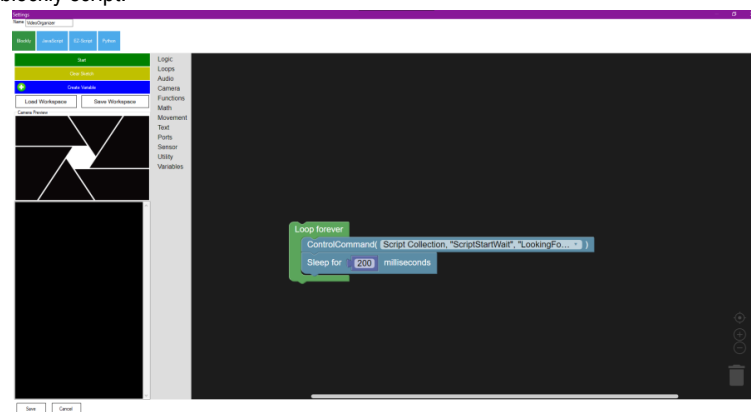 blockly script.
Settings
Name VideoOrganizer
Blockly JavaScript EZ-Script Python
Start
Clear Sketch
Create Variable
Load Workspace Save Workspace
Camera Preview
Logic
Loops
Audio
Camera
Functions
Math
Movement
Text
Ports
Sensor
Utility
Variables
Loop forever
ControlCommand( Script Collection, "ScriptStartWait", "LookingFo... )
Sleep for 200 milliseconds
Save Cancel